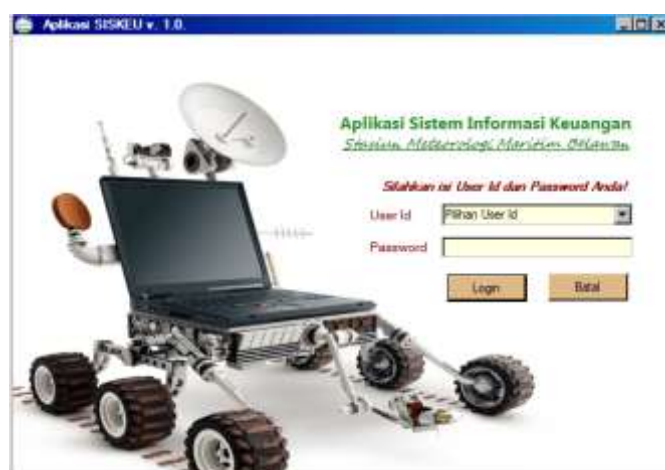 Aplikasi SISKEU v. 1.0.
Aplikasi Sistem Informasi Keuangan
Stasiun Meteorologi Maritim Belawan
Silahkan isi User Id dan Password Anda!
User Id
Pilihan User Id
Password
Login
Batal